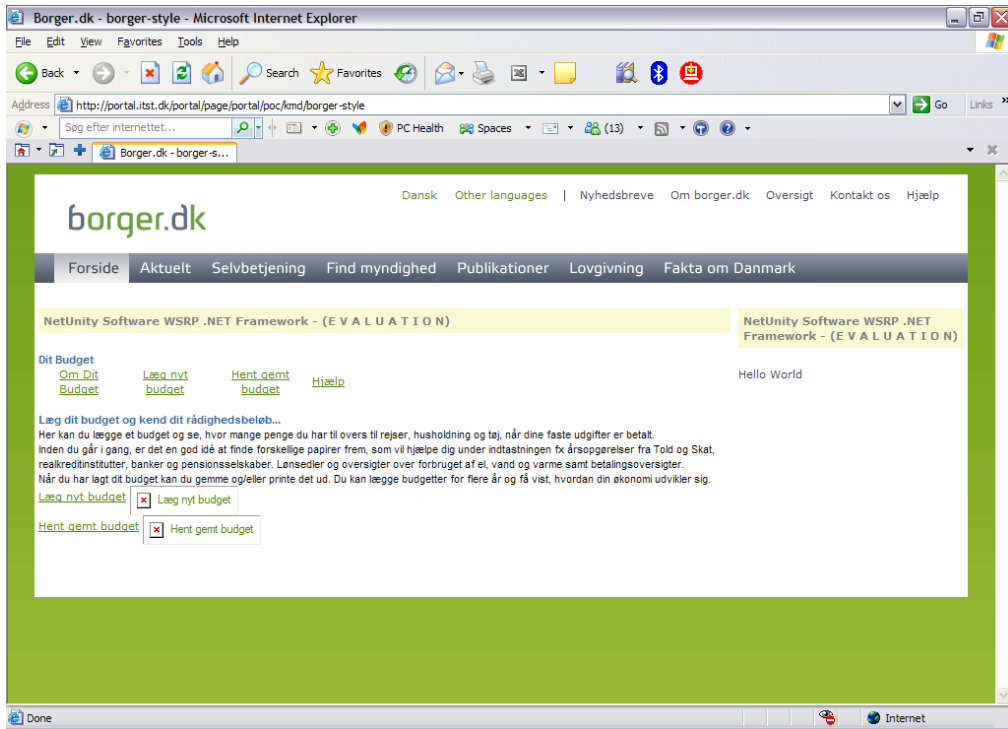 Borger.dk - borger-style - Microsoft Internet Explorer
File Edit View Favorites Tools Help
Back Search Favorites
Address http://portal.itst.dk/portal/page/portal/poc/kmd/borger-style Go Links »
Søg efter internettet... PC Health Spaces (13)
Borger.dk - borger-s...
Dansk Other languages | Nyhedsbreve Om borger.dk Oversigt Kontakt os Hjælp
borger.dk
Forside Aktuelt Selvbetjening Find myndighed Publikationer Lovgivning Fakta om Danmark
NetUnity Software WSRP .NET Framework - (E V A L U A T I O N)
Dit Budget
Om Dit Budget
Læg nyt budget
Hent gemt budget
Hjælp
Læg dit budget og kend dit rådighedsbeløb...
Her kan du lægge et budget og se, hvor mange penge du har til overs til rejser, husholdning og tøj, når dine faste udgifter er betalt.
Inden du går i gang, er det en god idé at finde forskellige papirer frem, som vil hjælpe dig under indtastningen fx årsopgørelser fra Told og Skat,
realkreditinstitutter, banker og pensionsselskaber. Lønsedler og oversigter over forbruget af el, vand og varme samt betalingsoversigter.
Når du har lagt dit budget kan du gemme og/eller printe det ud. Du kan lægge budgetter for flere år og få vist, hvordan din økonomi udvikler sig.
Læg nyt budget Læg nyt budget
Hent gemt budget Hent gemt budget
NetUnity Software WSRP .NET
Framework - (E V A L U A T I O N)
Hello World
Done Internet